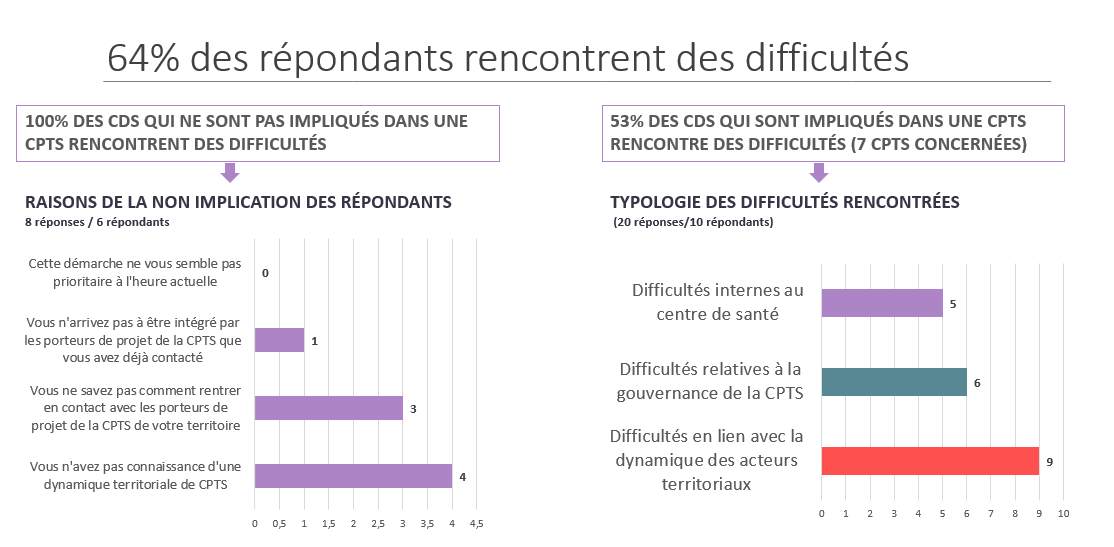 64% des répondants rencontrent des difficultés
100% DES CDS QUI NE SONT PAS IMPLIQUÉS DANS UNE
CPTS RENCONTRENT DES DIFFICULTÉS
RAISONS DE LA NON IMPLICATION DES RÉPONDANTS
8 réponses / 6 répondants
Cette démarche ne vous semble pas
prioritaire à l'heure actuelle
0
Vous n'arrivez pas à être intégré par
les porteurs de projet de la CPTS que
vous avez déjà contacté
1
Vous ne savez pas comment rentrer
en contact avec les porteurs de
projet de la CPTS de votre territoire
3
Vous n'avez pas connaissance d'une
dynamique territoriale de CPTS
4
0 0,5 1 1,5 2 2,5 3 3,5 4 4,5
53% DES CDS QUI SONT IMPLIQUÉS DANS UNE CPTS
RENCONTRE DES DIFFICULTÉS (7 CPTS CONCERNÉES)
TYPOLOGIE DES DIFFICULTÉS RENCONTRÉES
(20 réponses/10 répondants)
Difficultés internes au
centre de santé
5
Difficultés relatives à la
gouvernance de la CPTS
6
Difficultés en lien avec la
dynamique des acteurs
territoriaux
9
0 1 2 3 4 5 6 7 8 9 10